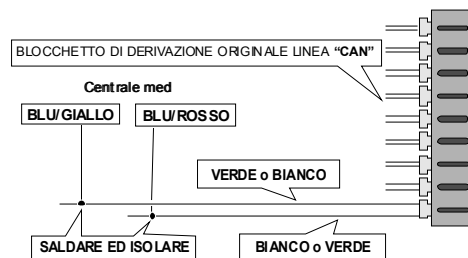 BLOCCHETTO DI DERIVAZIONE ORIGINALE LINEA “CAN”
Centrale med
BLU/GIALLO
BLU/ROSSO
VERDE o BIANCO
SALDARE ED ISOLARE
BIANCO o VERDE